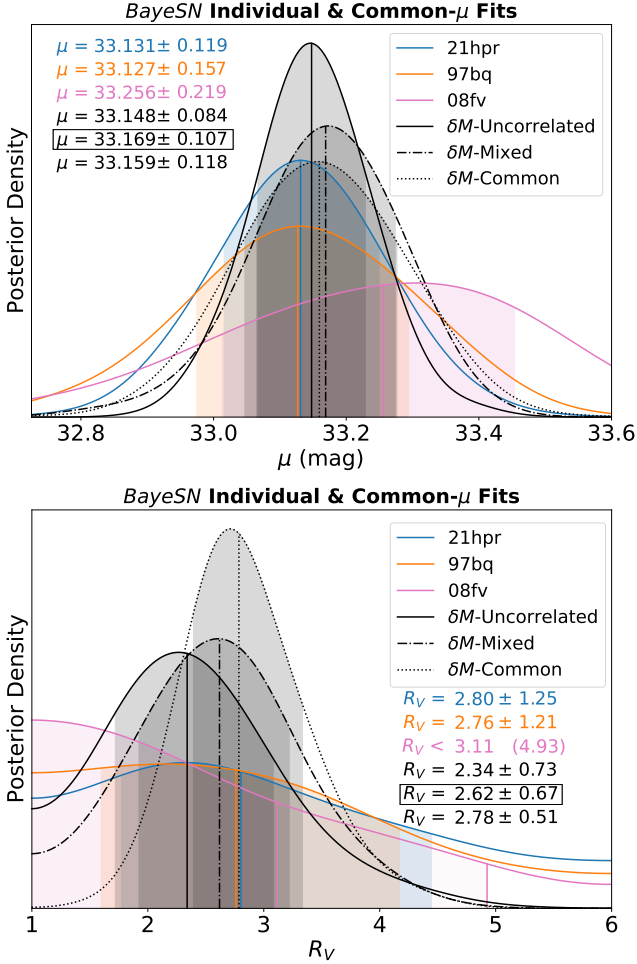 BayeSN Individual & Common-μ Fits
μ = 33.131± 0.119
μ = 33.127± 0.157
μ = 33.256± 0.219
μ = 33.148± 0.084
μ = 33.169± 0.107
μ = 33.159± 0.118
21hpr
97bq
08fv
δM-Uncorrelated
δM-Mixed
δM-Common
Posterior Density
32.8 33.0 33.2 33.4 33.6
μ (mag)
BayeSN Individual & Common-μ Fits
21hpr
97bq
08fv
δM-Uncorrelated
δM-Mixed
δM-Common
R_V = 2.80 ± 1.25
R_V = 2.76 ± 1.21
R_V < 3.11 (4.93)
R_V = 2.34 ± 0.73
R_V = 2.62 ± 0.67
R_V = 2.78 ± 0.51
Posterior Density
1 2 3 4 5 6
R_V